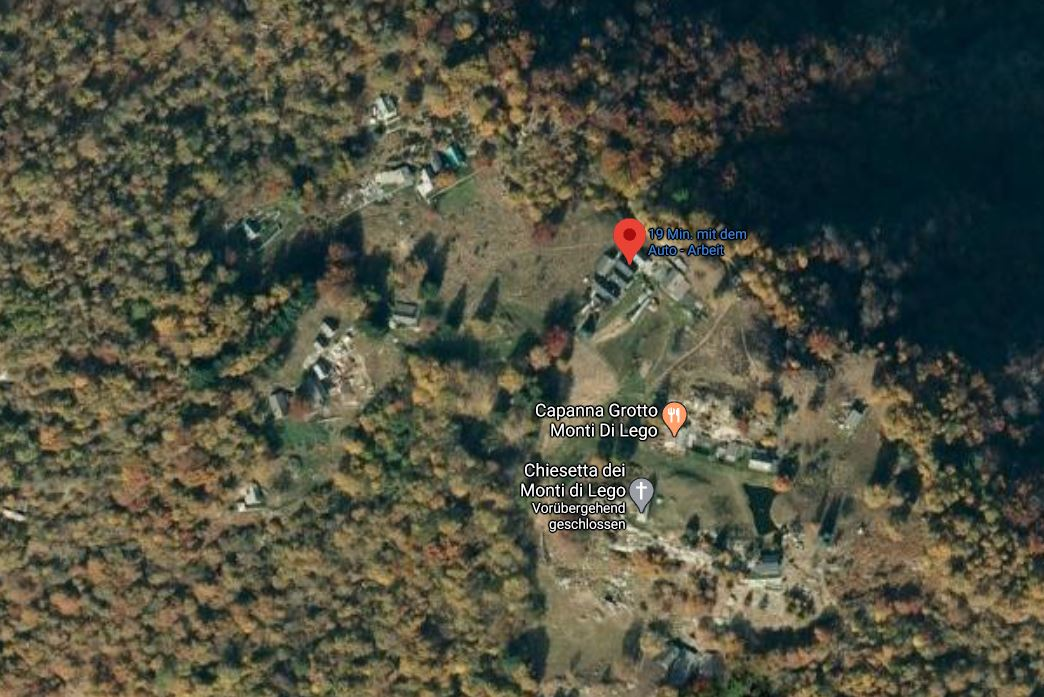 19 Min. mit dem
Auto - Arbeit
Capanna Grotto
Monti Di Lego
Chiesetta dei
Monti di Lego
Vorübergehend
geschlossen